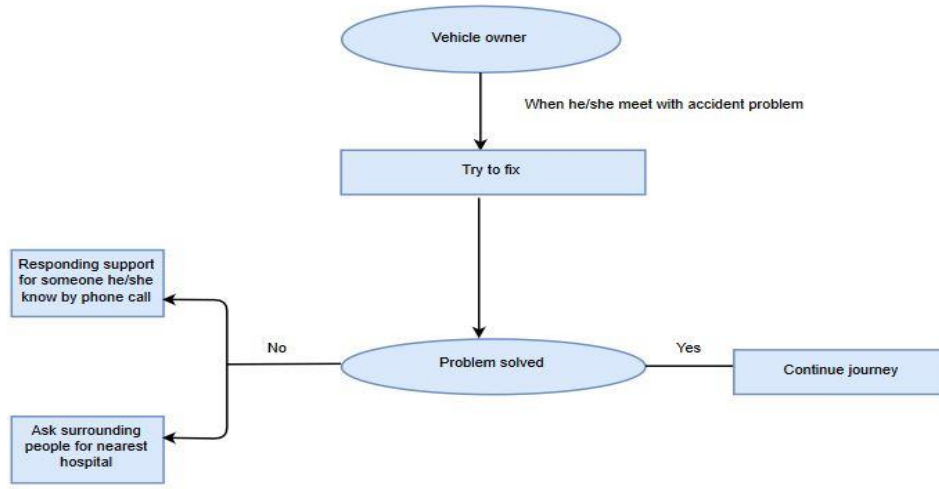 Vehicle owner
When he/she meet with accident problem
Try to fix
Responding support
for someone he/she
know by phone call
No
Problem solved
Yes
Continue journey
Ask surrounding
people for nearest
hospital